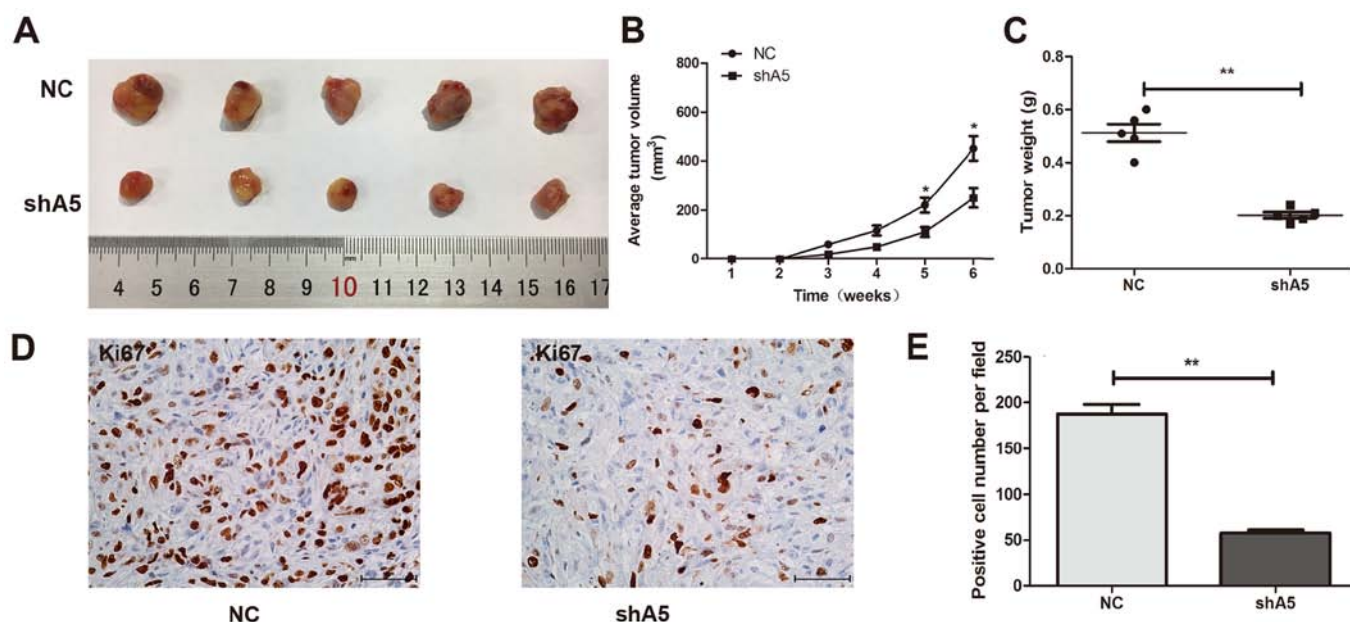 A
NC
shA5
mm
4 5 6 7 8 9 10 11 12 13 14 15 16 17
B
NC
shA5
Average tumor volume
(mm³)
800
600
400
200
0
*
*
1 2 3 4 5 6
Time（weeks）
C
Tumor weight (g)
0.8
0.6
0.4
0.2
0.0
**
NC shA5
D
Ki67
NC
Ki67
shA5
E
Positive cell number per field
250
200
150
100
50
0
**
NC shA5